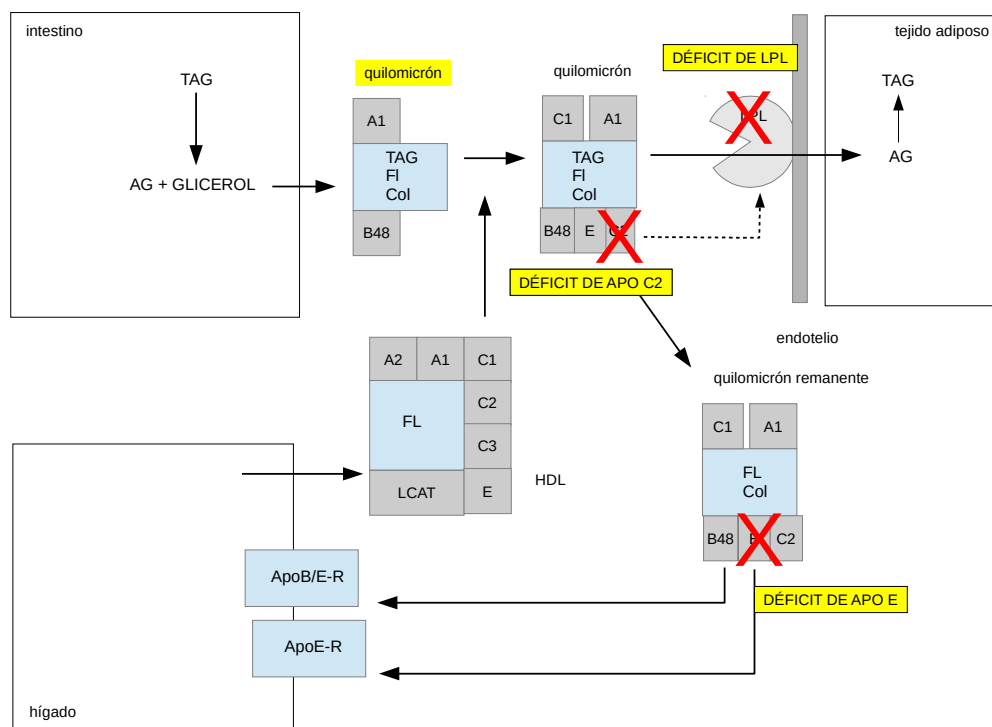 intestino
TAG
AG + GLICEROL
quilomicrón
A1
TAG
Fl
Col
B48
quilomicrón
C1
A1
TAG
Fl
Col
B48
E
C2
DÉFICIT DE LPL
LPL
tejido adiposo
TAG
AG
DÉFICIT DE APO C2
endotelio
quilomicrón remanente
A2
A1
C1
FL
C2
C3
LCAT
E
HDL
C1
A1
FL
Col
B48
E
C2
DÉFICIT DE APO E
ApoB/E-R
ApoE-R
hígado